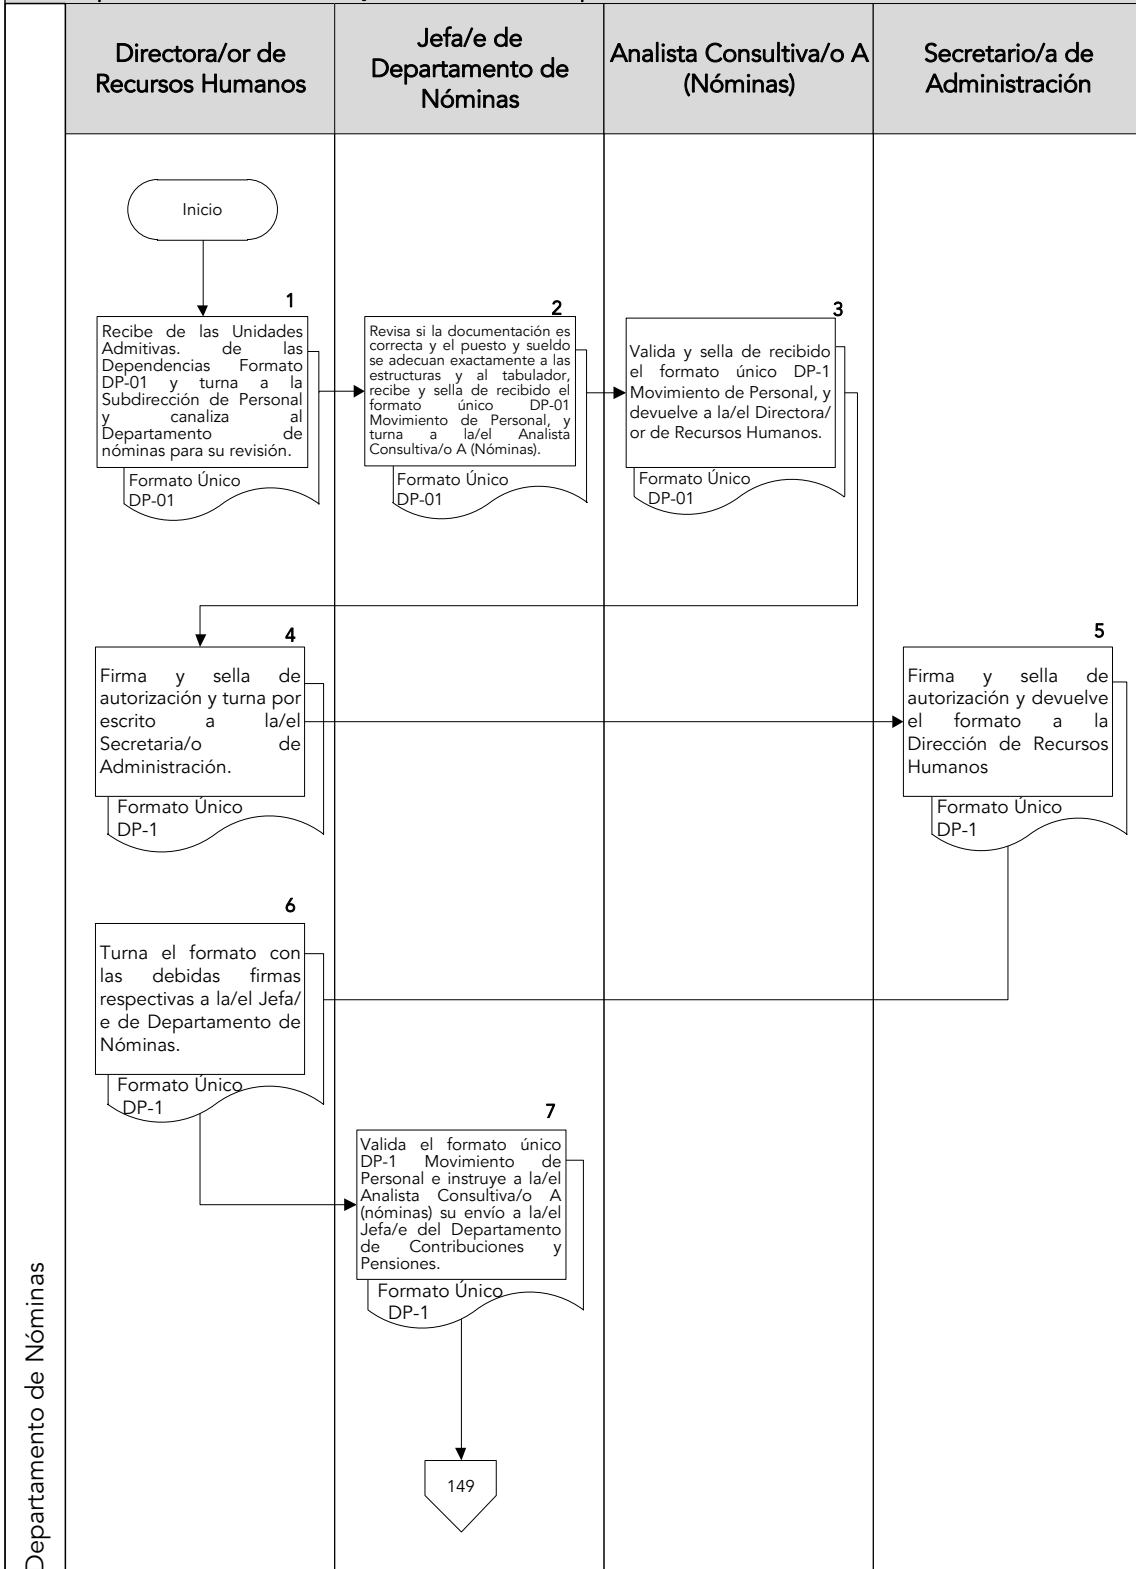 Directora/or de
Recursos Humanos
Jefa/e de
Departamento de
Nóminas
Analista Consultiva/o A
(Nóminas)
Secretario/a de
Administración
Inicio
1
Recibe de las Unidades
Admitivas. de las
Dependencias Formato
DP-01 y turna a la
Subdirección de Personal
y canaliza al
Departamento de
nóminas para su revisión.
Formato Único
DP-01
2
Revisa si la documentación es
correcta y el puesto y sueldo
se adecuan exactamente a las
estructuras y al tabulador,
recibe y sella de recibido el
formato único DP-01
Movimiento de Personal, y
turna a la/el Analista
Consultiva/o A (Nóminas).
Formato Único
DP-01
3
Valida y sella de recibido
el formato único DP-1
Movimiento de Personal, y
devuelve a la/el Directora/
or de Recursos Humanos.
Formato Único
DP-01
4
Firma y sella de
autorización y turna por
escrito a la/el
Secretaria/o de
Administración.
Formato Único
DP-1
5
Firma y sella de
autorización y devuelve
el formato a la
Dirección de Recursos
Humanos
Formato Único
DP-1
6
Turna el formato con
las debidas firmas
respectivas a la/el Jefa/
e de Departamento de
Nóminas.
Formato Único
DP-1
7
Valida el formato único
DP-1 Movimiento de
Personal e instruye a la/el
Analista Consultiva/o A
(nóminas) su envío a la/el
Jefa/e del Departamento
de Contribuciones y
Pensiones.
Formato Único
DP-1
149
Departamento de Nóminas